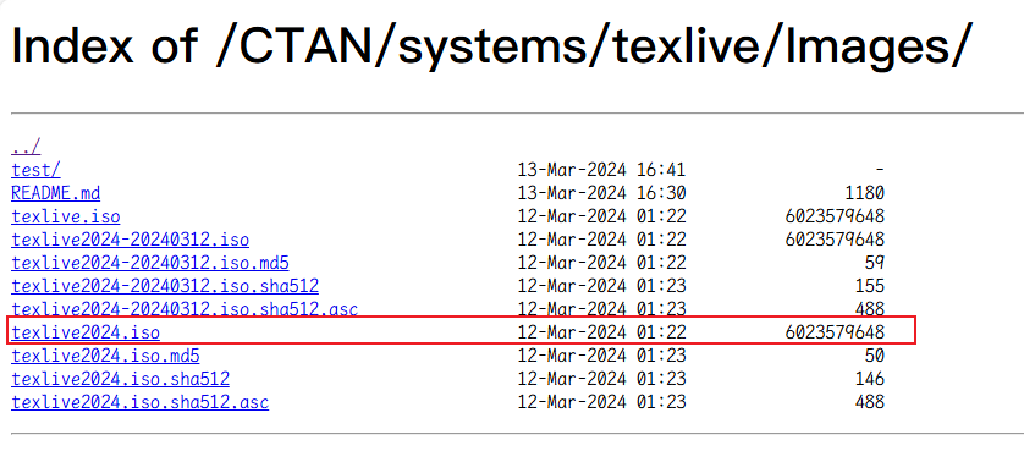 Index of /CTAN/systems/texlive/Images/
../
test/ 13-Mar-2024 16:41 -
README.md 13-Mar-2024 16:30 1180
texlive.iso 12-Mar-2024 01:22 6023579648
texlive2024-20240312.iso 12-Mar-2024 01:22 6023579648
texlive2024-20240312.iso.md5 12-Mar-2024 01:22 59
texlive2024-20240312.iso.sha512 12-Mar-2024 01:23 155
texlive2024-20240312.iso.sha512.asc 12-Mar-2024 01:23 488
texlive2024.iso 12-Mar-2024 01:22 6023579648
texlive2024.iso.md5 12-Mar-2024 01:23 50
texlive2024.iso.sha512 12-Mar-2024 01:23 146
texlive2024.iso.sha512.asc 12-Mar-2024 01:23 488